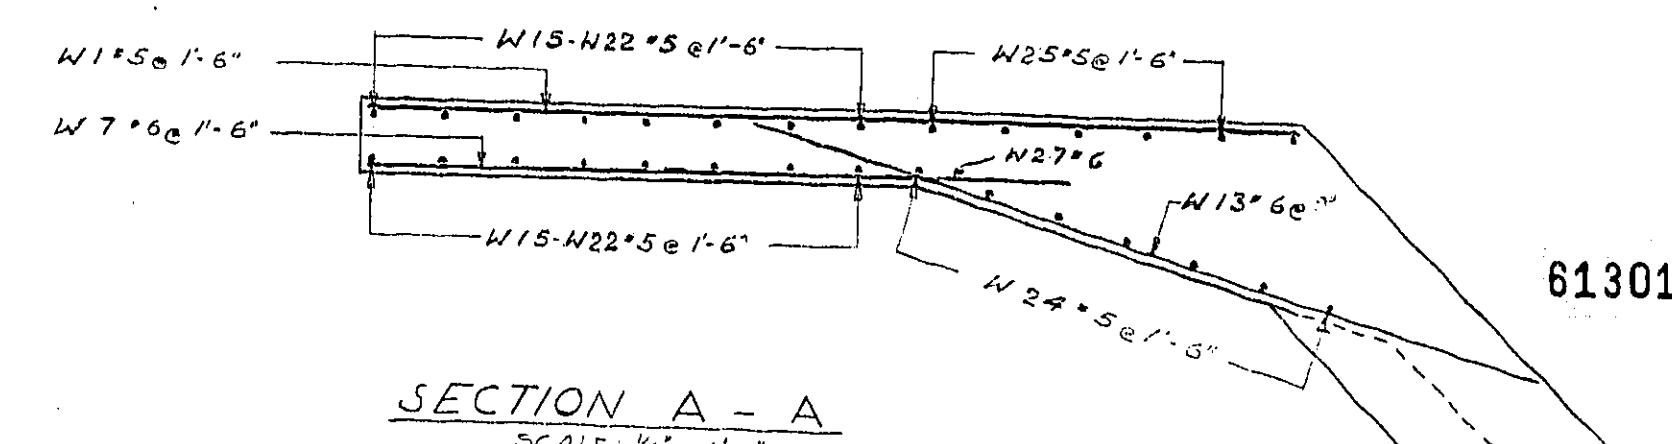 W15-W22 #5 @ 1'-6"
W1 #5 @ 1'-6"
W25 #5 @ 1'-6"
W7 #6 @ 1'-6"
W27 #6
W13 #6 @
W15-W22 #5 @ 1'-6"
61301
W24 #5 @ 1'-6"
SECTION A - A
SCALE: